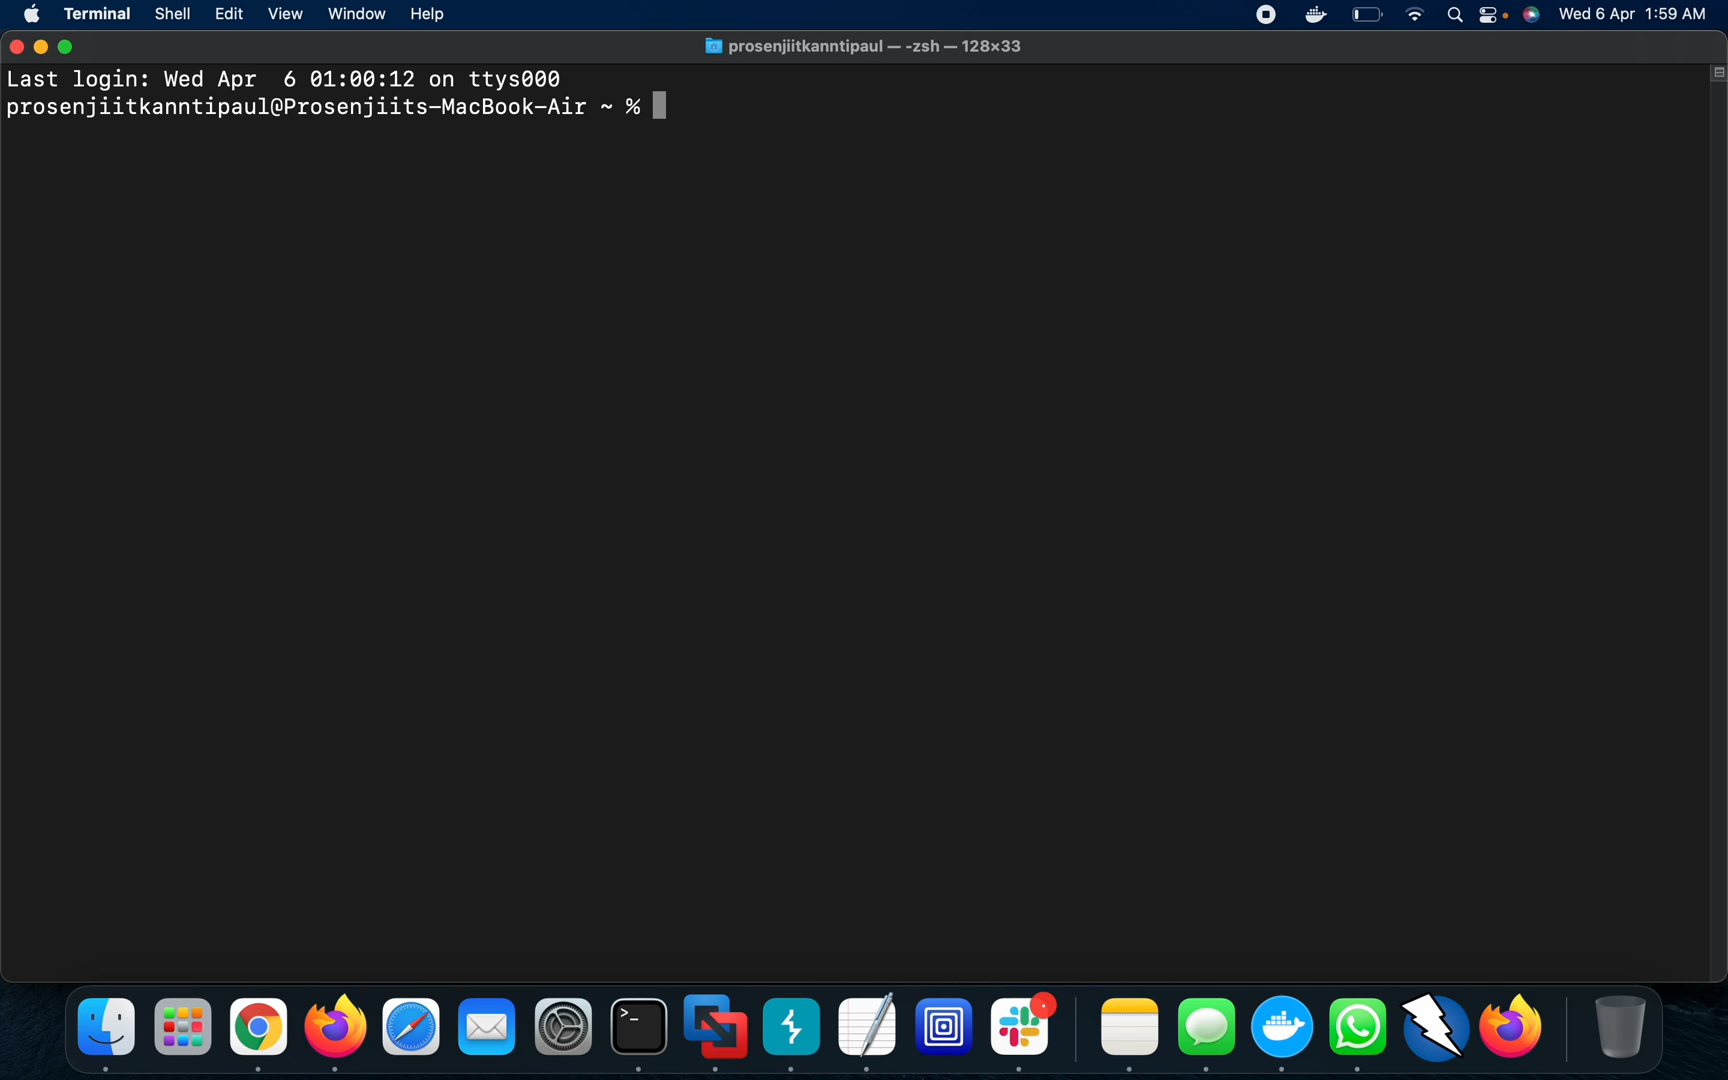 Terminal Shell Edit View Window Help Wed 6 Apr 1:59 AM
prosenjiitkanntipaul — -zsh — 128×33
Last login: Wed Apr  6 01:00:12 on ttys000
prosenjiitkanntipaul@Prosenjiits-MacBook-Air ~ %
>_